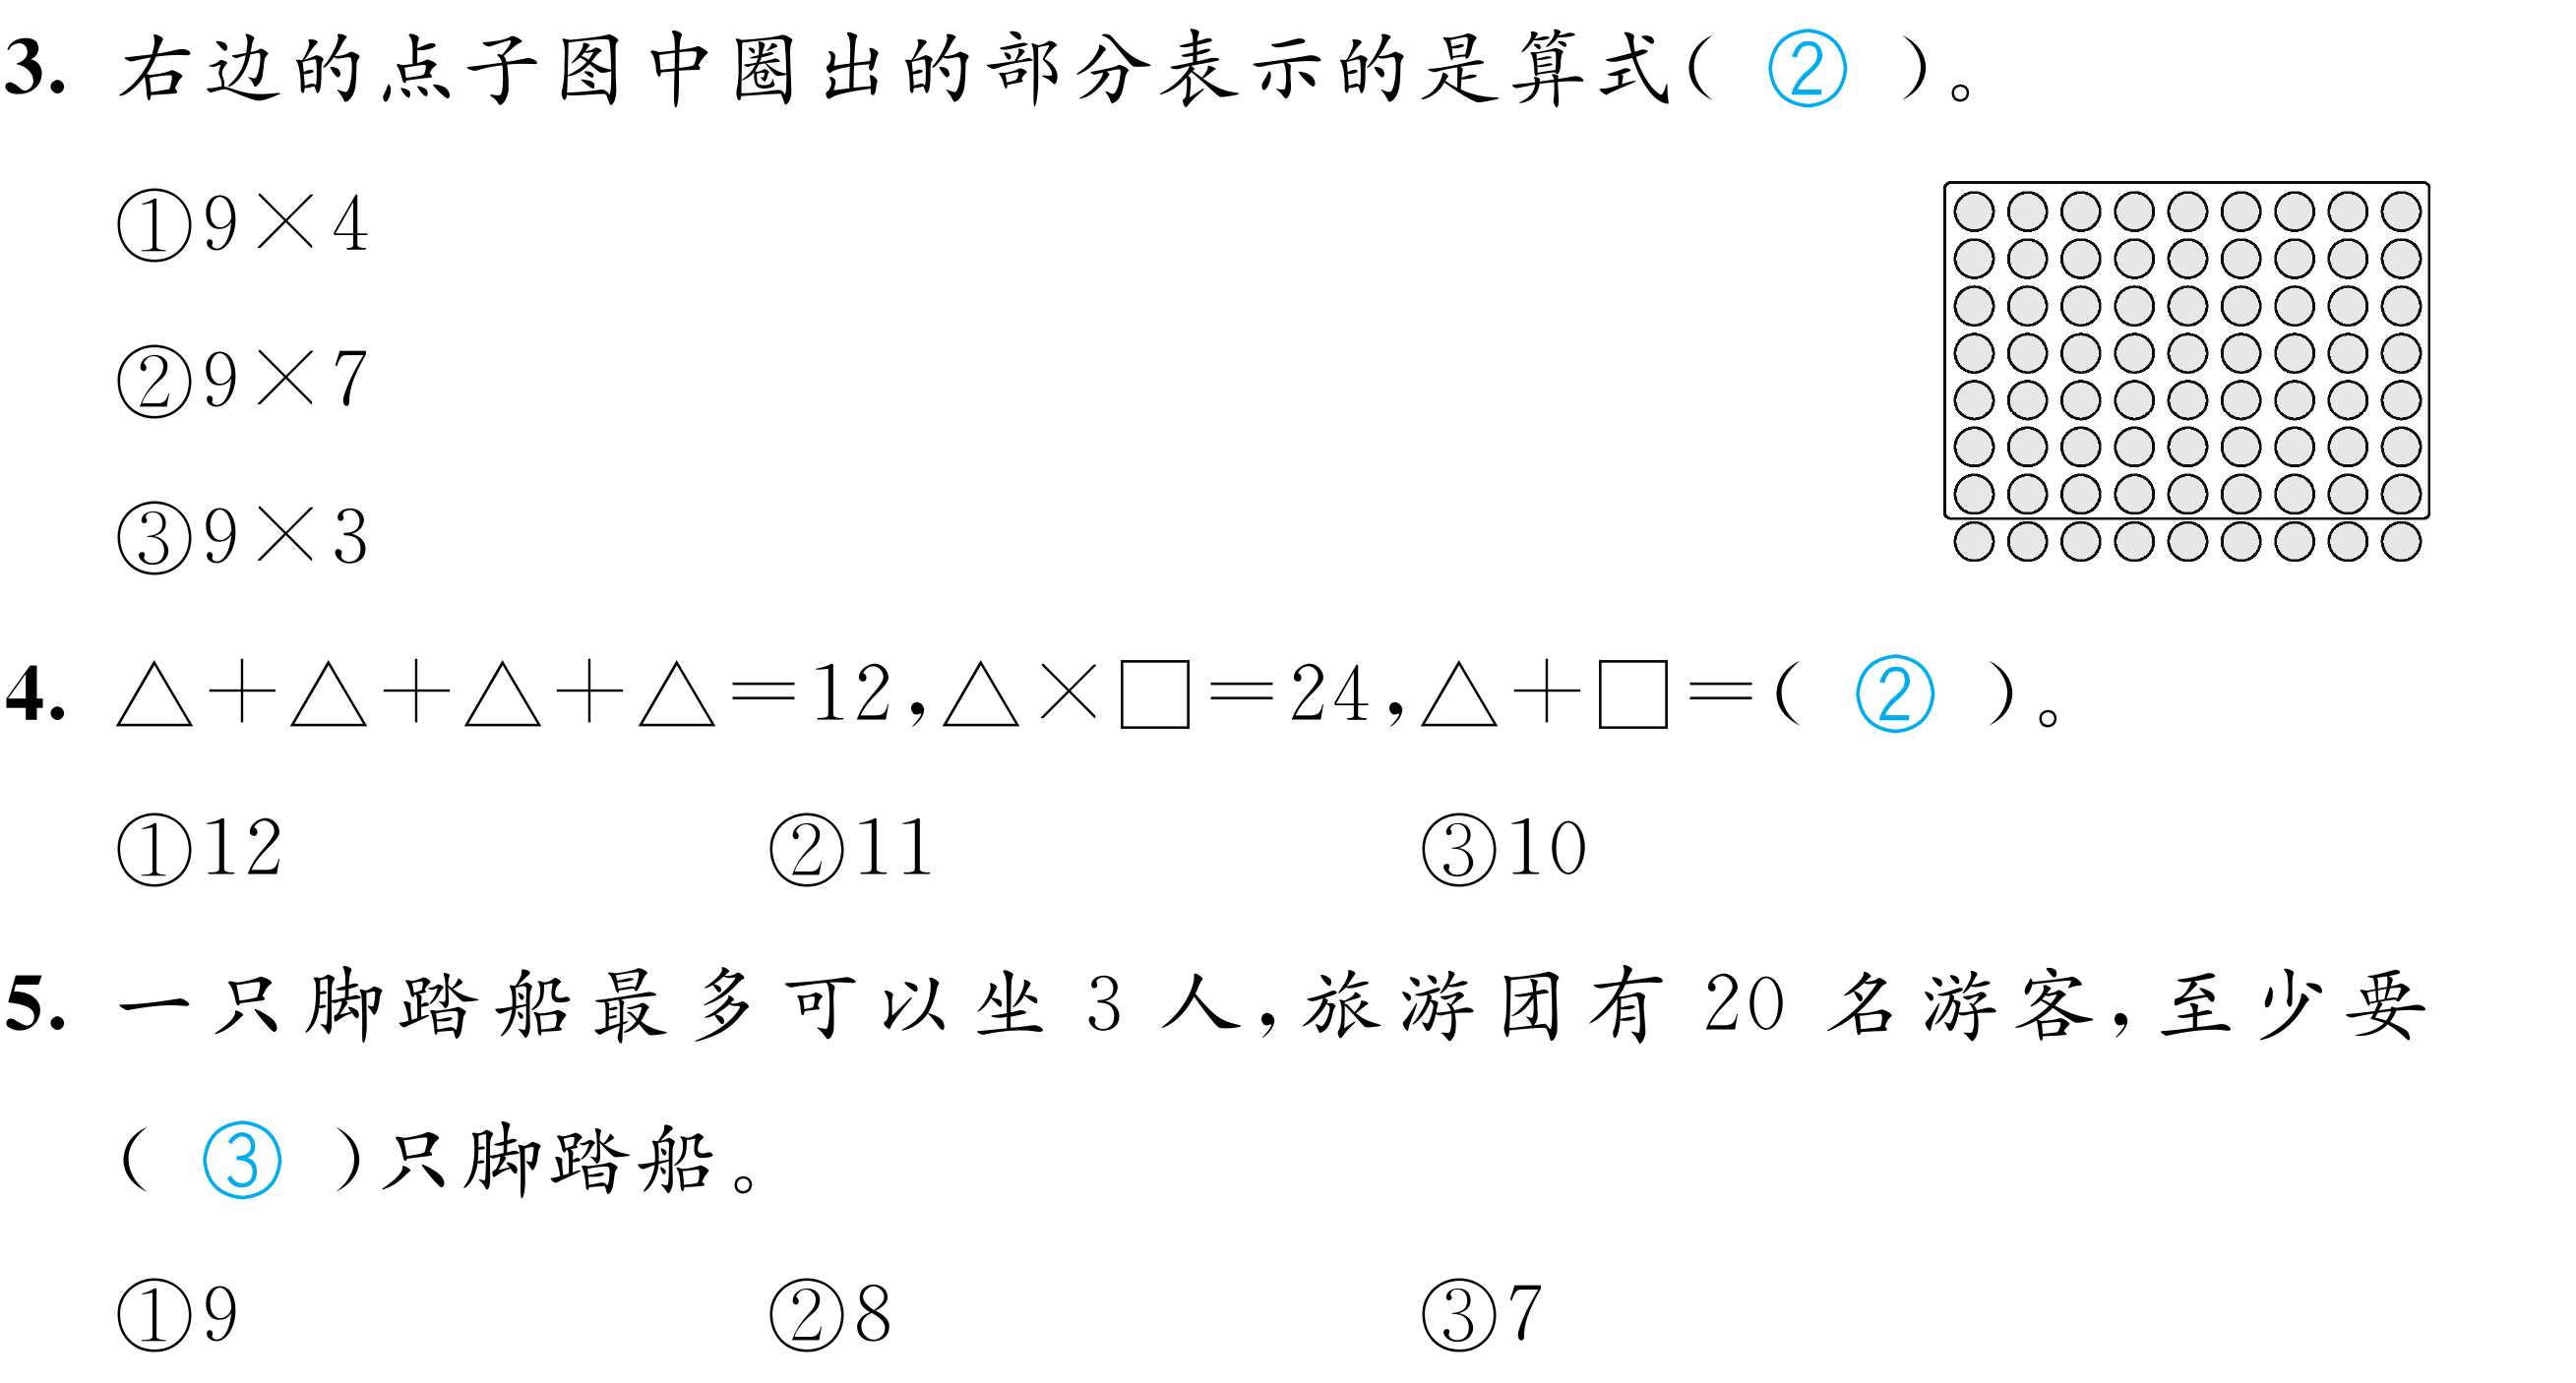 3. 右边的点子图中圈出的部分表示的是算式( ② )。
①9×4
②9×7
③9×3
4. △+△+△+△=12,△×□=24,△+□=( ② )。
①12 ②11 ③10
5. 一只脚踏船最多可以坐 3 人,旅游团有 20 名游客,至少要
( ③ )只脚踏船。
①9 ②8 ③7